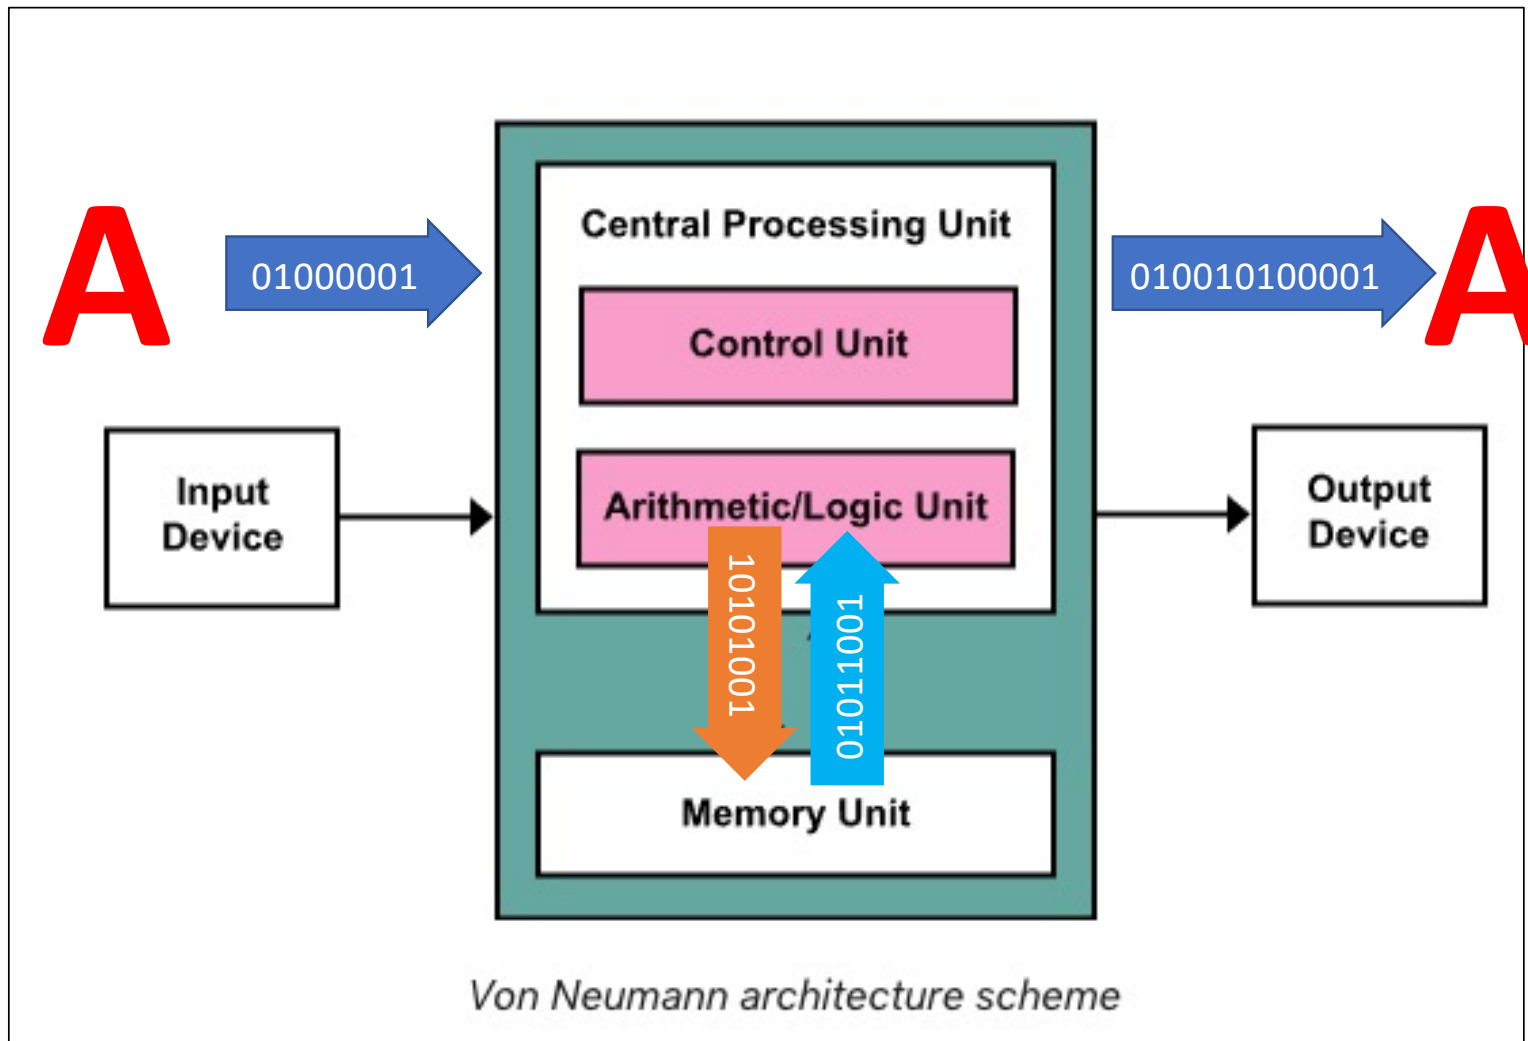 A
01000001
Central Processing Unit
010010100001
A
Control Unit
Input
Device
Arithmetic/Logic Unit
Output
Device
10101001
01011001
Memory Unit
Von Neumann architecture scheme